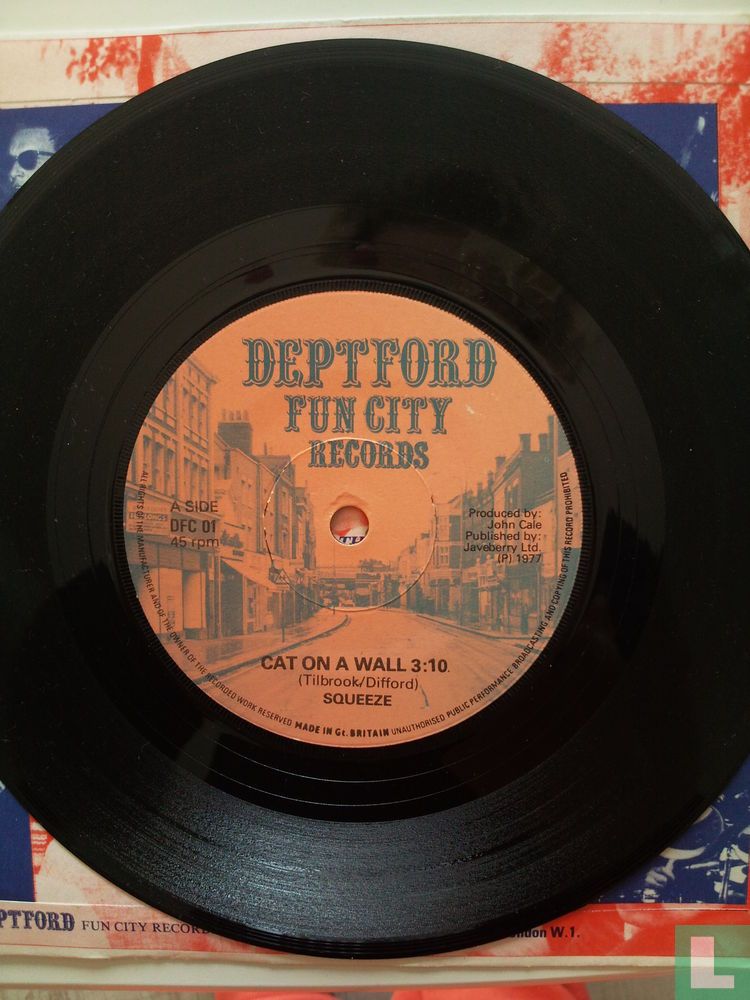 DEPTFORD
FUN CITY
RECORDS
A SIDE
DFC 01
45 rpm
Produced by:
John Cale
Published by:
Javeberry Ltd.
(P) 1977
CAT ON A WALL 3:10
(Tilbrook/Difford)
SQUEEZE
ALL RIGHTS OF THE MANUFACTURER AND OF THE OWNER OF THE RECORDED WORK RESERVED MADE IN Gt. BRITAIN UNAUTHORISED PUBLIC PERFORMANCE BROADCASTING AND COPYING OF THIS RECORD PROHIBITED
PTFORD FUN CITY RECORD
ondon W.1.
L